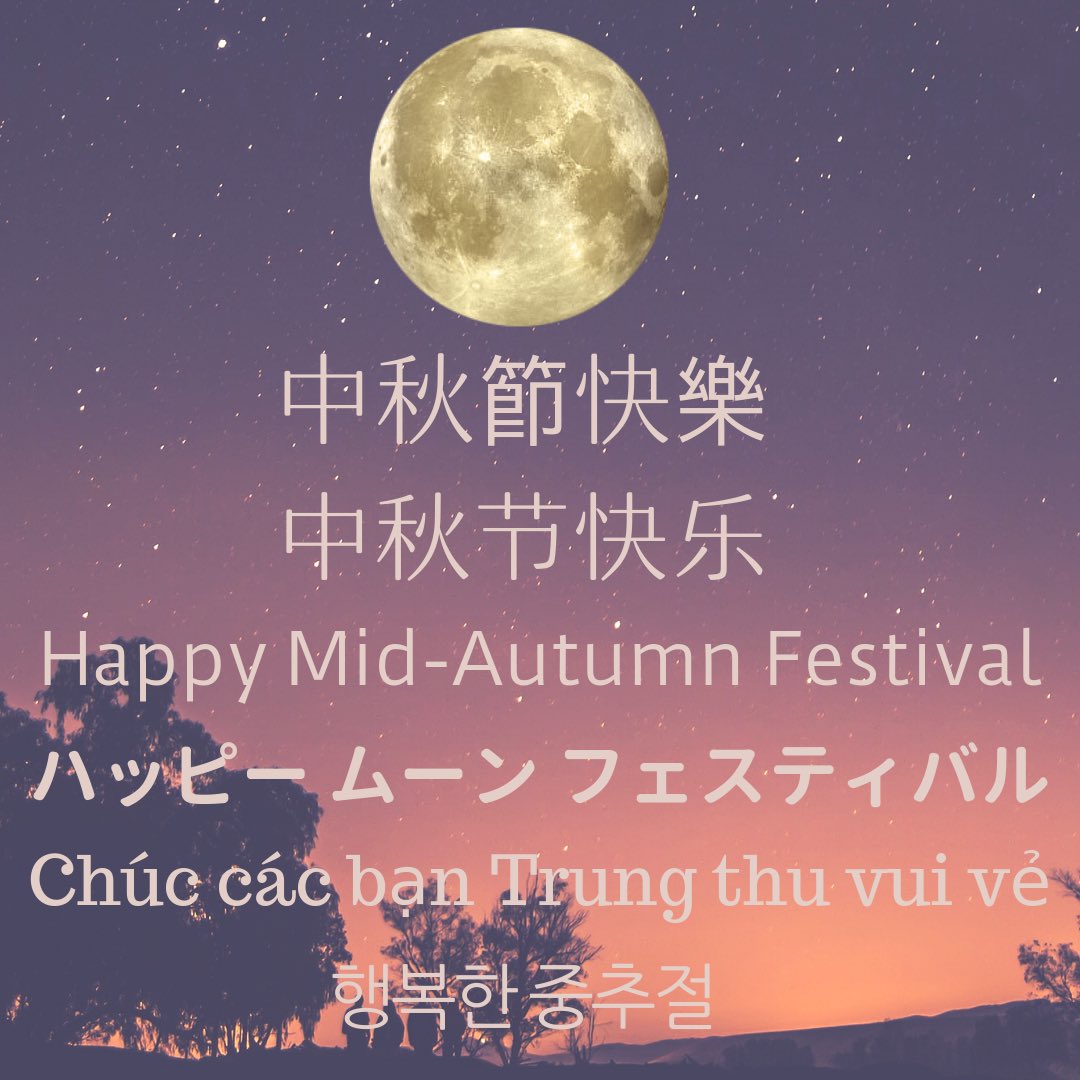 中秋節快樂
中秋节快乐
Happy Mid-Autumn Festival
ハッピー ムーン フェスティバル
Chúc các bạn Trung thu vui vẻ
행복한 중추절